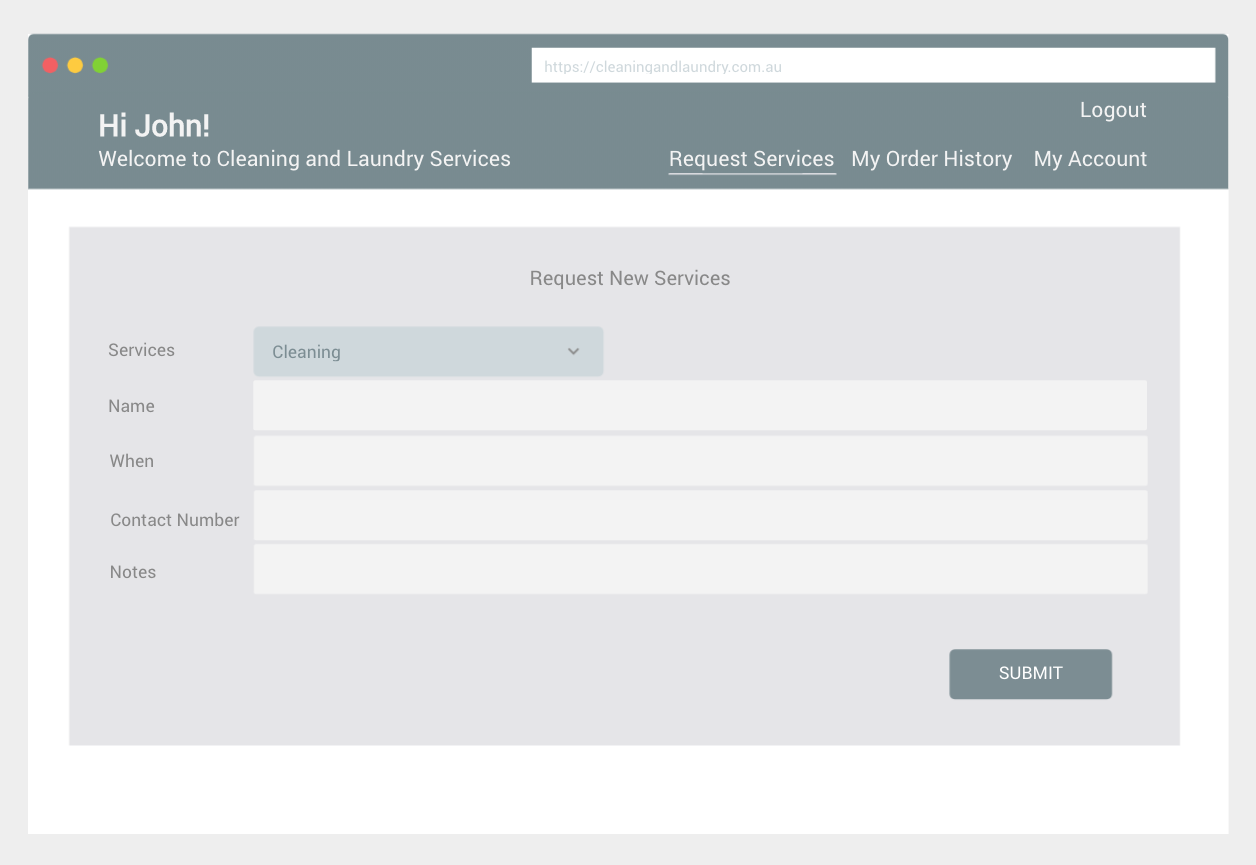 https://cleaningandlaundry.com.au
Logout
Hi John!
Welcome to Cleaning and Laundry Services
Request Services My Order History My Account
Request New Services
Services Cleaning
Name
When
Contact Number
Notes
SUBMIT